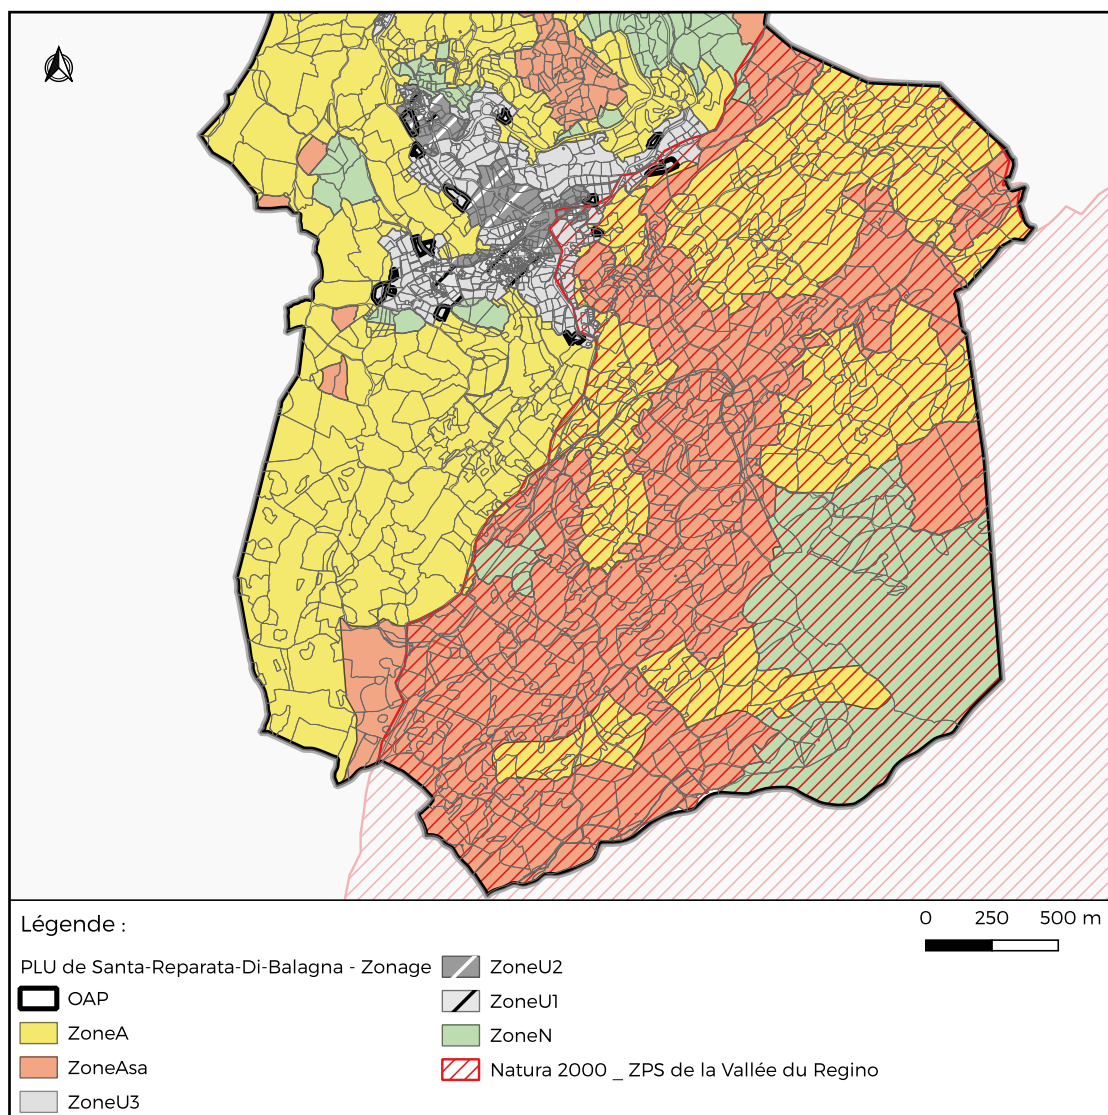 Légende :
0 250 500 m
PLU de Santa-Reparata-Di-Balagna - Zonage
OAP
ZoneA
ZoneAsa
ZoneU3
ZoneU2
ZoneU1
ZoneN
Natura 2000 _ ZPS de la Vallée du Regino